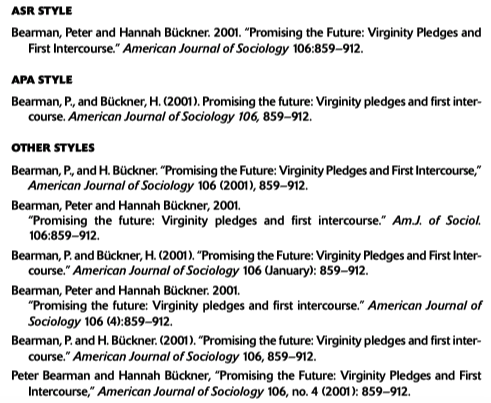 ASR STYLE
Bearman, Peter and Hannah Bückner. 2001. “Promising the Future: Virginity Pledges and
First Intercourse.” American Journal of Sociology 106:859–912.
APA STYLE
Bearman, P., and Bückner, H. (2001). Promising the future: Virginity pledges and first inter-
course. American Journal of Sociology 106, 859–912.
OTHER STYLES
Bearman, P., and H. Bückner. “Promising the Future: Virginity Pledges and First Intercourse,”
American Journal of Sociology 106 (2001), 859–912.
Bearman, Peter and Hannah Bückner, 2001.
“Promising the future: Virginity pledges and first intercourse.” Am.J. of Sociol.
106:859–912.
Bearman, P. and Bückner, H. (2001). “Promising the Future: Virginity Pledges and First Inter-
course.” American Journal of Sociology 106 (January): 859–912.
Bearman, Peter and Hannah Bückner. 2001.
“Promising the future: Virginity pledges and first intercourse.” American Journal of
Sociology 106 (4):859–912.
Bearman, P. and H. Bückner. (2001). “Promising the future: Virginity pledges and first inter-
course.” American Journal of Sociology 106, 859–912.
Peter Bearman and Hannah Bückner, “Promising the Future: Virginity Pledges and First
Intercourse,” American Journal of Sociology 106, no. 4 (2001): 859–912.